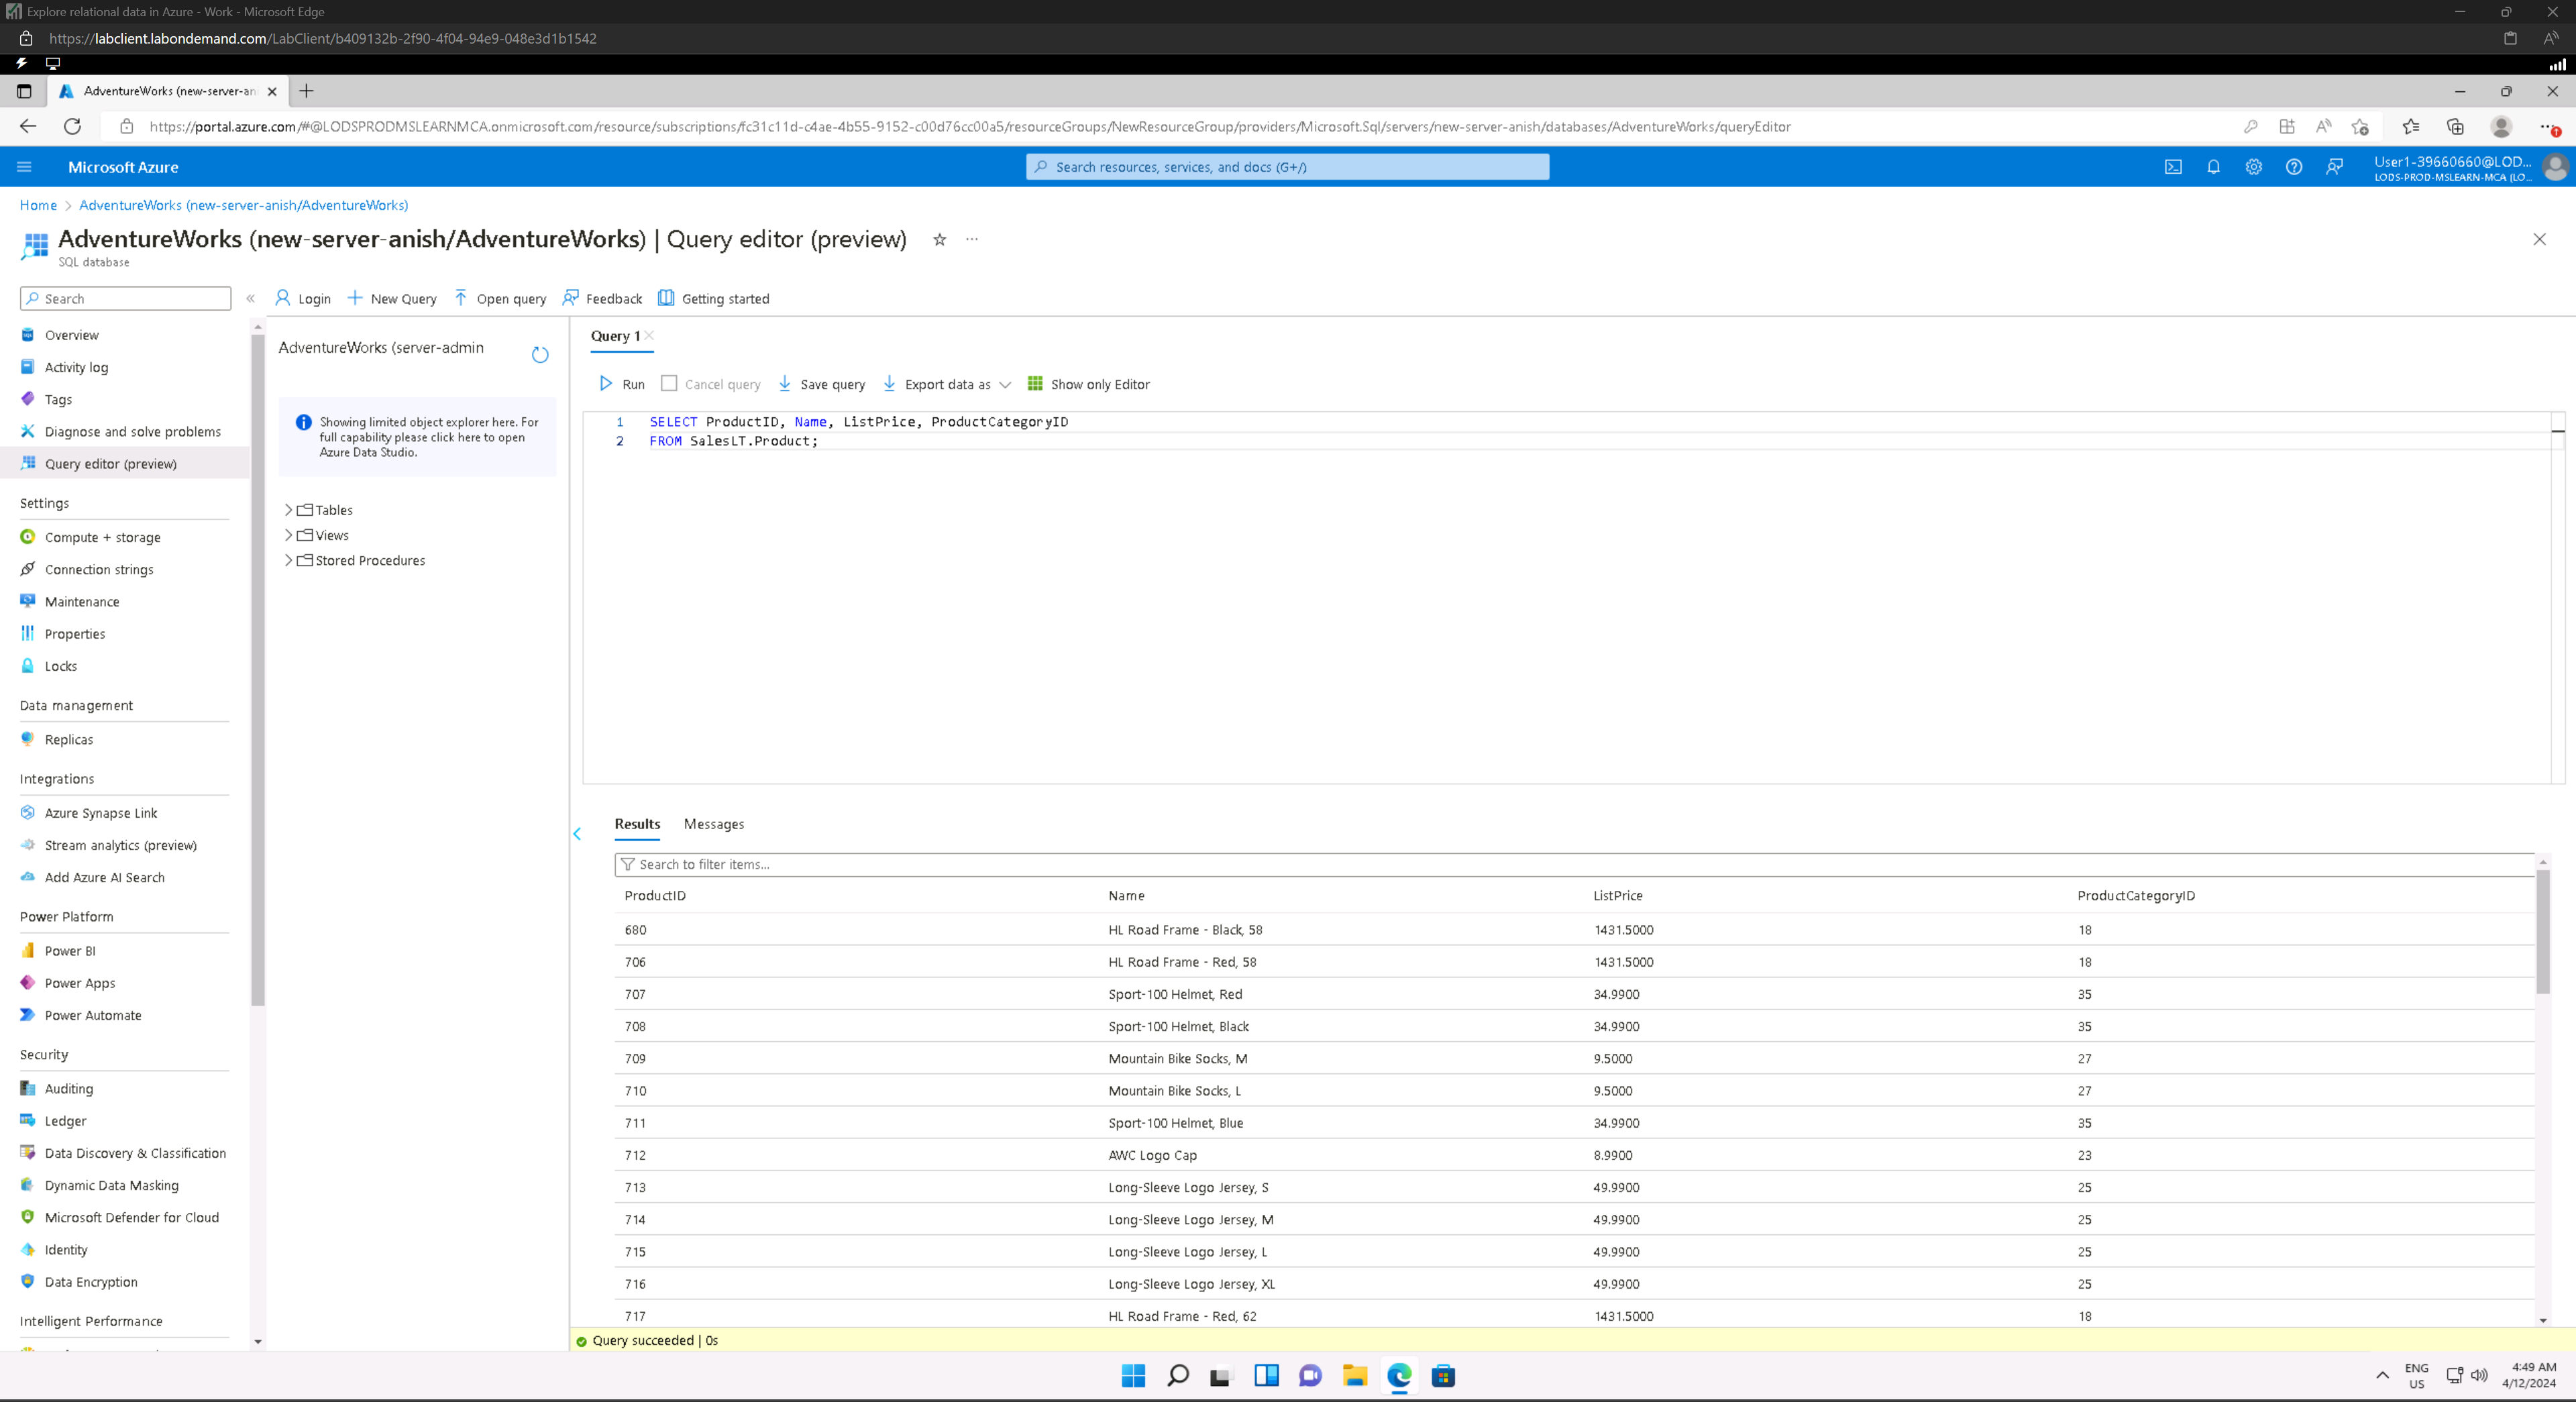 Explore relational data in Azure - Work - Microsoft Edge
https://labclient.labondemand.com/LabClient/b409132b-2f90-4f04-94e9-048e3d1b1542
AdventureWorks (new-server-an
https://portal.azure.com/#@LODSPRODMSLEARNMCA.onmicrosoft.com/resource/subscriptions/fc31c11d-c4ae-4b55-9152-c00d76cc00a5/resourceGroups/NewResourceGroup/providers/Microsoft.Sql/servers/new-server-anish/databases/AdventureWorks/queryEditor
Microsoft Azure
Search resources, services, and docs (G+/)
User1-39660660@LOD...
LODS-PROD-MSLEARN-MCA (LO...
Home > AdventureWorks (new-server-anish/AdventureWorks)
AdventureWorks (new-server-anish/AdventureWorks) | Query editor (preview)
SQL database
Search
Login
New Query
Open query
Feedback
Getting started
Overview
Activity log
Tags
Diagnose and solve problems
Query editor (preview)
Settings
Compute + storage
Connection strings
Maintenance
Properties
Locks
Data management
Replicas
Integrations
Azure Synapse Link
Stream analytics (preview)
Add Azure AI Search
Power Platform
Power BI
Power Apps
Power Automate
Security
Auditing
Ledger
Data Discovery & Classification
Dynamic Data Masking
Microsoft Defender for Cloud
Identity
Data Encryption
Intelligent Performance
AdventureWorks (server-admin
Showing limited object explorer here. For
full capability please click here to open
Azure Data Studio.
Tables
Views
Stored Procedures
Query 1
Run
Cancel query
Save query
Export data as
Show only Editor
1 SELECT ProductID, Name, ListPrice, ProductCategoryID
2 FROM SalesLT.Product;
Results Messages
Search to filter items...
ProductID Name ListPrice ProductCategoryID
680 HL Road Frame - Black, 58 1431.5000 18
706 HL Road Frame - Red, 58 1431.5000 18
707 Sport-100 Helmet, Red 34.9900 35
708 Sport-100 Helmet, Black 34.9900 35
709 Mountain Bike Socks, M 9.5000 27
710 Mountain Bike Socks, L 9.5000 27
711 Sport-100 Helmet, Blue 34.9900 35
712 AWC Logo Cap 8.9900 23
713 Long-Sleeve Logo Jersey, S 49.9900 25
714 Long-Sleeve Logo Jersey, M 49.9900 25
715 Long-Sleeve Logo Jersey, L 49.9900 25
716 Long-Sleeve Logo Jersey, XL 49.9900 25
717 HL Road Frame - Red, 62 1431.5000 18
Query succeeded | 0s
ENG
US
4:49 AM
4/12/2024